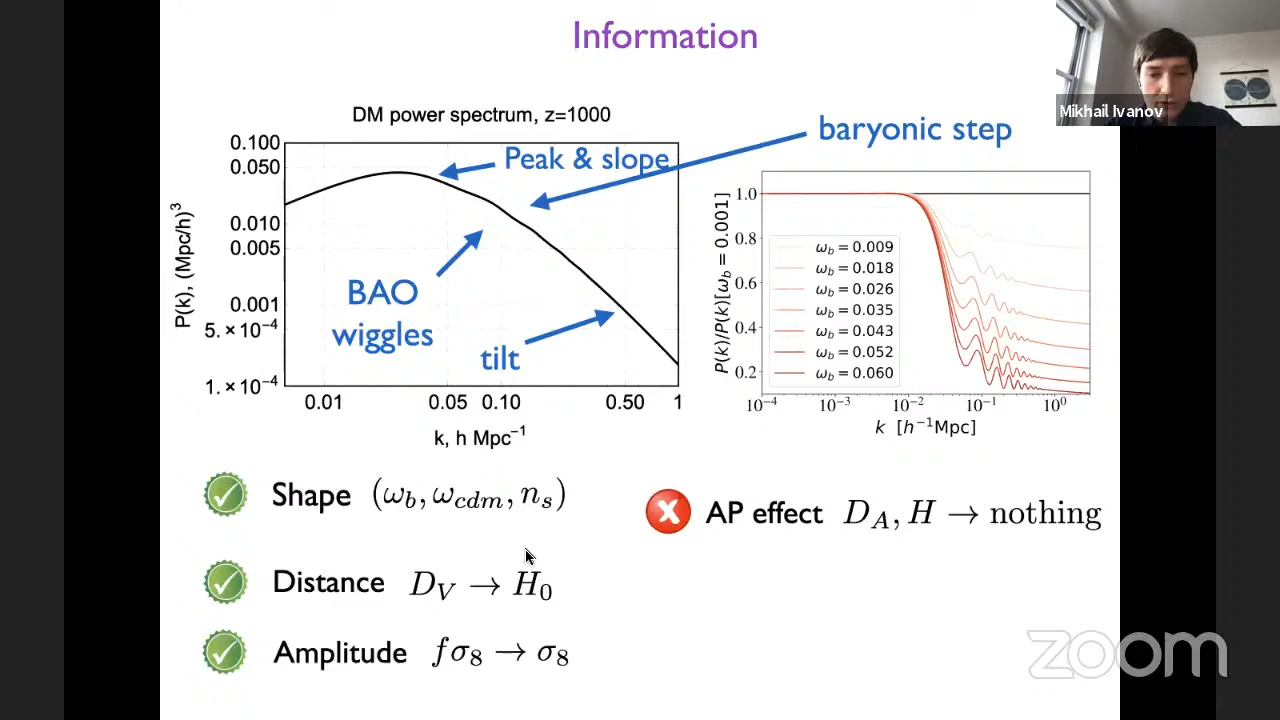 Information
Mikhail Ivanov
DM power spectrum, z=1000
P(k), (Mpc/h)³
0.100
0.050
0.010
0.005
0.001
5.×10⁻⁴
1.×10⁻⁴
0.01
0.05
0.10
0.50
1
k, h Mpc⁻¹
Peak & slope
baryonic step
BAO
wiggles
tilt
P(k)/P(k)[ω_b = 0.001]
1.0
0.8
0.6
0.4
0.2
ω_b = 0.009
ω_b = 0.018
ω_b = 0.026
ω_b = 0.035
ω_b = 0.043
ω_b = 0.052
ω_b = 0.060
10⁻⁴
10⁻³
10⁻²
10⁻¹
10⁰
k [h⁻¹Mpc]
Shape (ω_b, ω_cdm, n_s)
AP effect D_A, H → nothing
Distance D_V → H₀
Amplitude fσ₈ → σ₈
zoom